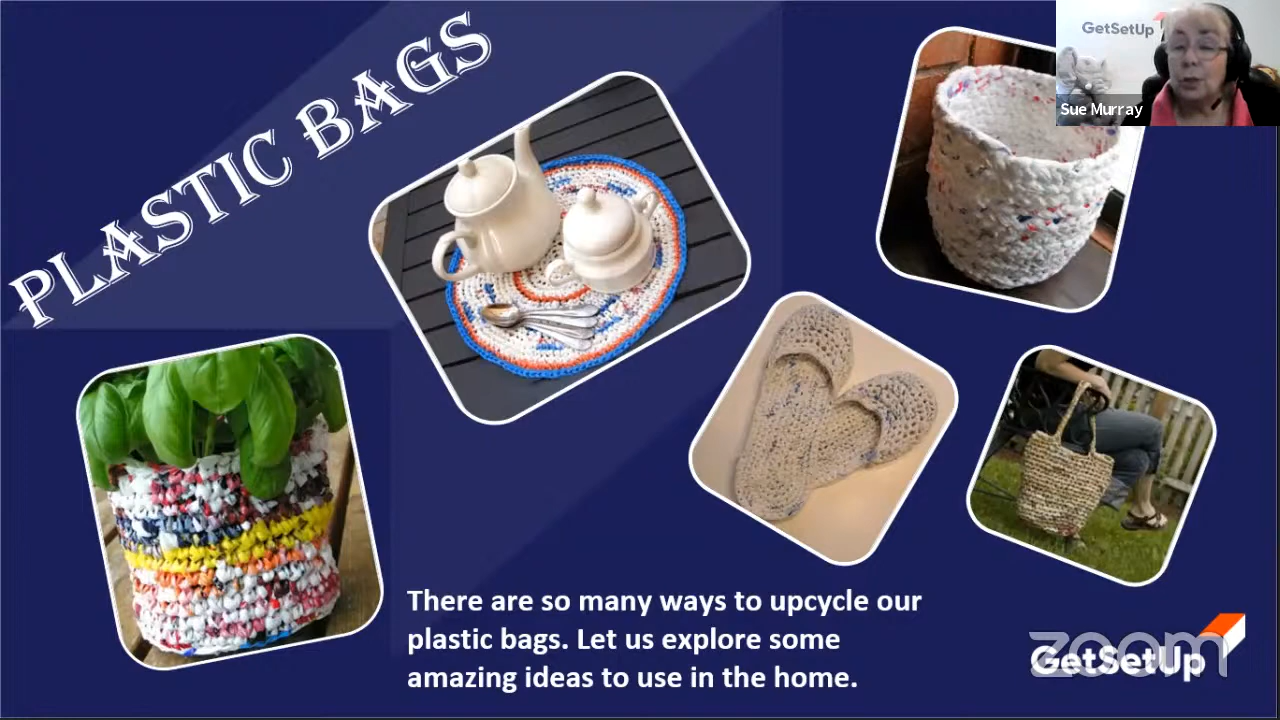 PLASTIC BAGS
GetSetUp
Sue Murray
There are so many ways to upcycle our
plastic bags. Let us explore some
amazing ideas to use in the home.
zoom
GetSetUp